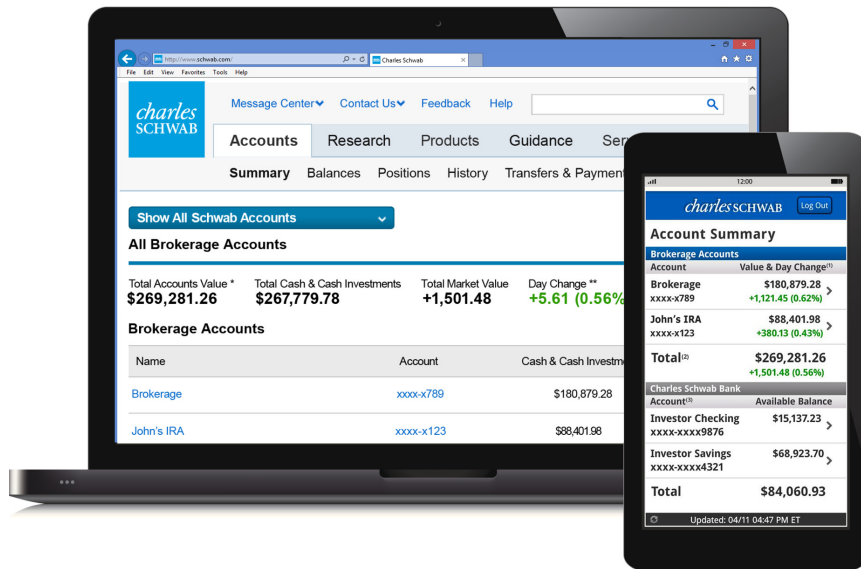 http://www.schwab.com/
Charles Schwab
File Edit View Favorites Tools Help
charles
SCHWAB
Message Center Contact Us Feedback Help
Accounts Research Products Guidance
Summary Balances Positions History Transfers & Payment
Show All Schwab Accounts
All Brokerage Accounts
Total Accounts Value * Total Cash & Cash Investments Total Market Value Day Change **
$269,281.26 $267,779.78 +1,501.48 +5.61 (0.56%
Brokerage Accounts
Name Account Cash & Cash
Brokerage xxxx-x789 $180,879.28
John's IRA xxxx-x123 $88,401.98
12:00
charles SCHWAB Log Out
Account Summary
Brokerage Accounts
Account Value & Day Change(1)
Brokerage $180,879.28
xxxx-x789 +1,121.45 (0.62%)
John's IRA $88,401.98
xxxx-x123 +380.13 (0.43%)
Total(2) $269,281.26
+1,501.48 (0.56%)
Charles Schwab Bank
Account(3) Available Balance
Investor Checking $15,137.23
xxxx-xxxx9876
Investor Savings $68,923.70
xxxx-xxxx4321
Total $84,060.93
Updated: 04/11 04:47 PM ET